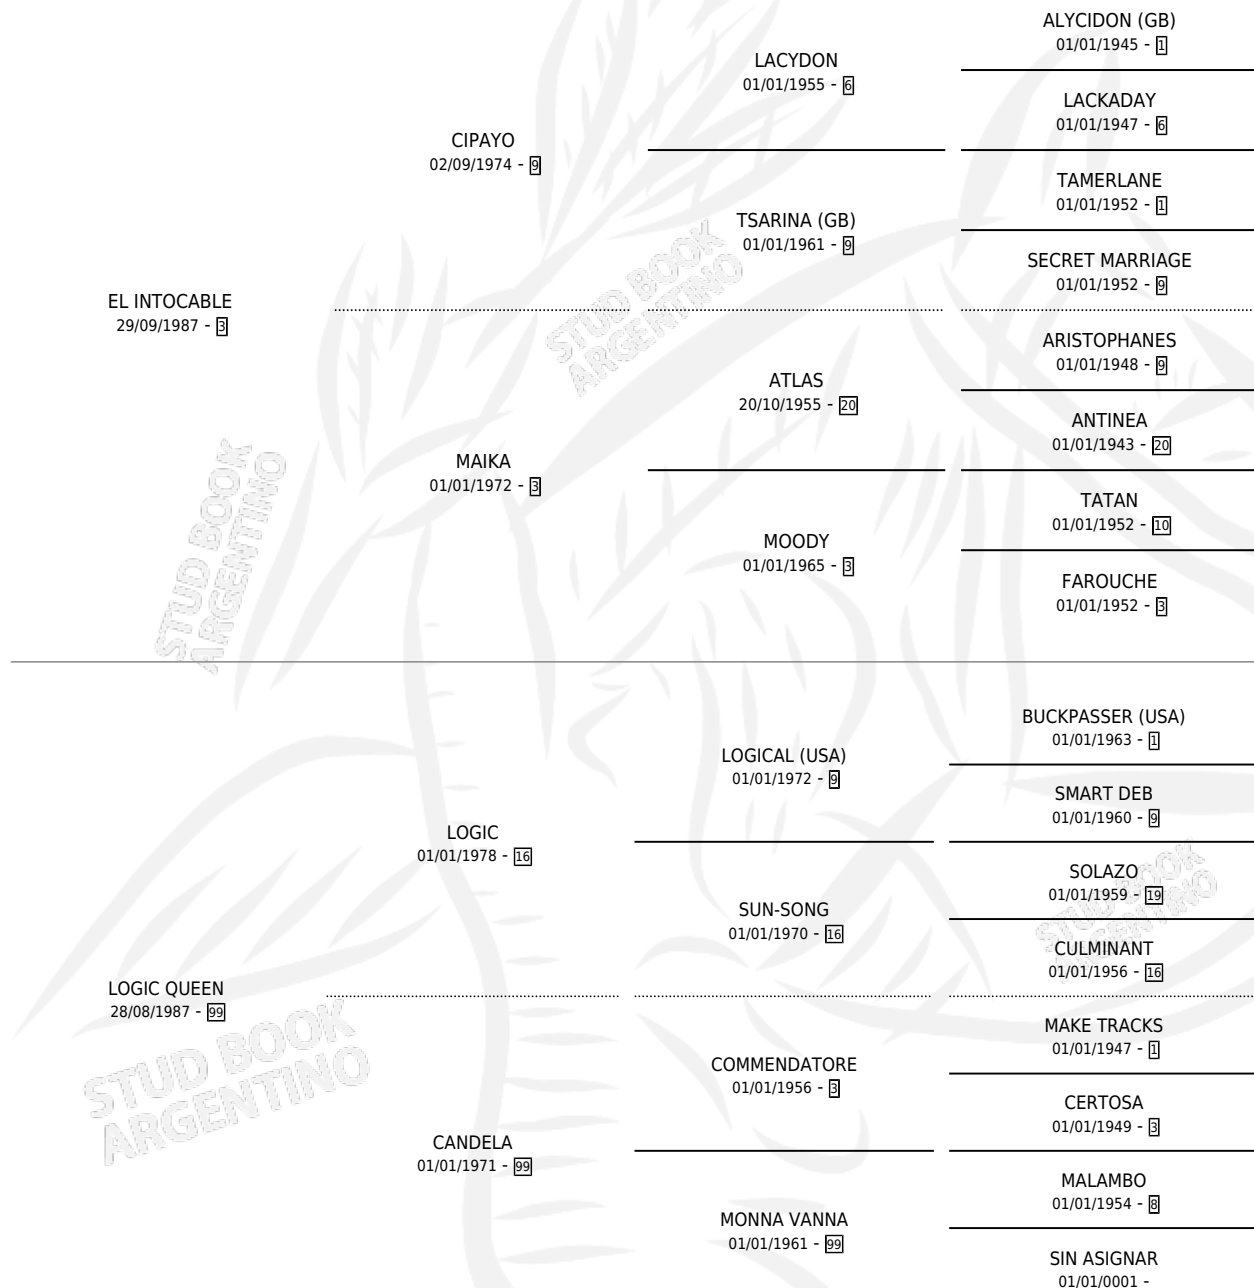 ALYCIDON (GB)
01/01/1945 - 1
LACYDON
01/01/1955 - 6
LACKADAY
01/01/1947 - 6
CIPAYO
02/09/1974 - 9
TAMERLANE
01/01/1952 - 1
TSARINA (GB)
01/01/1961 - 9
SECRET MARRIAGE
01/01/1952 - 9
EL INTOCABLE
29/09/1987 - 3
STUD BOOK
ARGENTINO
ARISTOPHANES
01/01/1948 - 9
ATLAS
20/10/1955 - 20
ANTINEA
01/01/1943 - 20
MAIKA
01/01/1972 - 3
TATAN
01/01/1952 - 10
MOODY
01/01/1965 - 3
FAROUCHE
01/01/1952 - 3
STUD BOOK
ARGENTINO
BUCKPASSER (USA)
01/01/1963 - 1
LOGICAL (USA)
01/01/1972 - 9
SMART DEB
01/01/1960 - 9
LOGIC
01/01/1978 - 16
SOLAZO
01/01/1959 - 19
SUN-SONG
01/01/1970 - 16
CULMINANT
01/01/1956 - 16
STUD BOOK
ARGENTINO
LOGIC QUEEN
28/08/1987 - 99
MAKE TRACKS
01/01/1947 - 1
COMMENDATORE
01/01/1956 - 3
CERTOSA
01/01/1949 - 3
STUD BOOK
ARGENTINO
CANDELA
01/01/1971 - 99
MALAMBO
01/01/1954 - 8
MONNA VANNA
01/01/1961 - 99
SIN ASIGNAR
01/01/0001 -